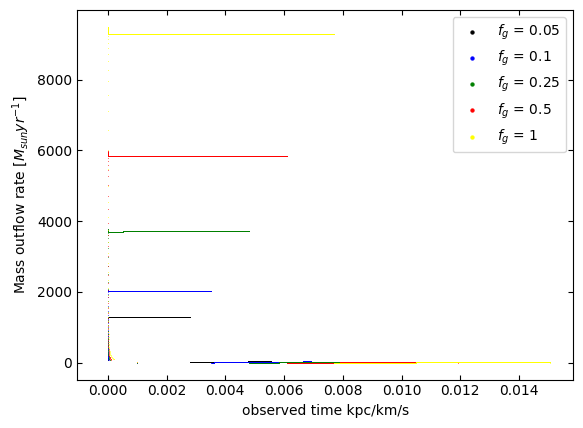 f_g = 0.05
f_g = 0.1
f_g = 0.25
f_g = 0.5
f_g = 1
Mass outflow rate [M_{sun}yr^{-1}]
8000
6000
4000
2000
0
0.000 0.002 0.004 0.006 0.008 0.010 0.012 0.014
observed time kpc/km/s